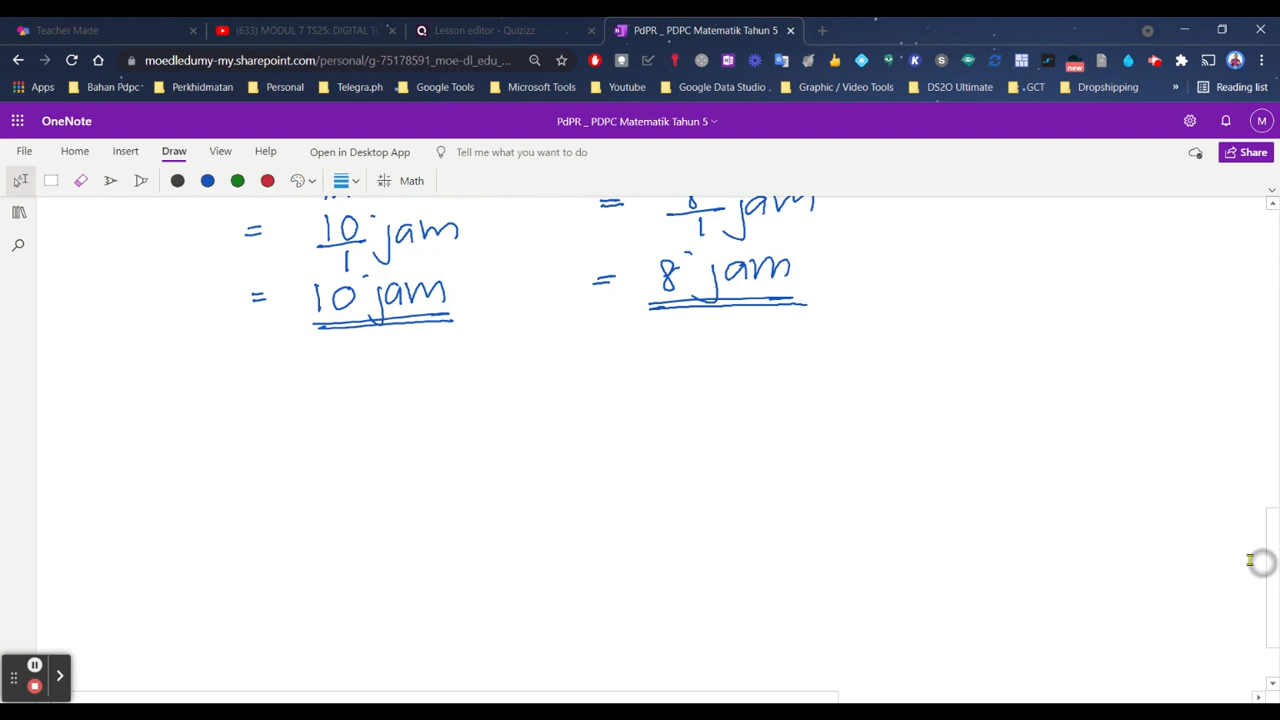 Teacher Made
(633) MODUL 7 TS25: DIGITAL TO
Lesson editor - Quizizz
PdPR _ PDPC Matematik Tahun 5
moedledumy-my.sharepoint.com/personal/g-75178591_moe-dl_edu_...
Apps
Bahan Pdpc
Perkhidmatan
Personal
Telegra.ph
Google Tools
Microsoft Tools
Youtube
Google Data Studio
Graphic / Video Tools
DS2O Ultimate
GCT
Dropshipping
»
Reading list
new
OneNote
PdPR _ PDPC Matematik Tahun 5
M
File
Home
Insert
Draw
View
Help
Open in Desktop App
Tell me what you want to do
Share
Math
= 10/1 jam
= 10 jam
= 8/1 jam
= 8 jam